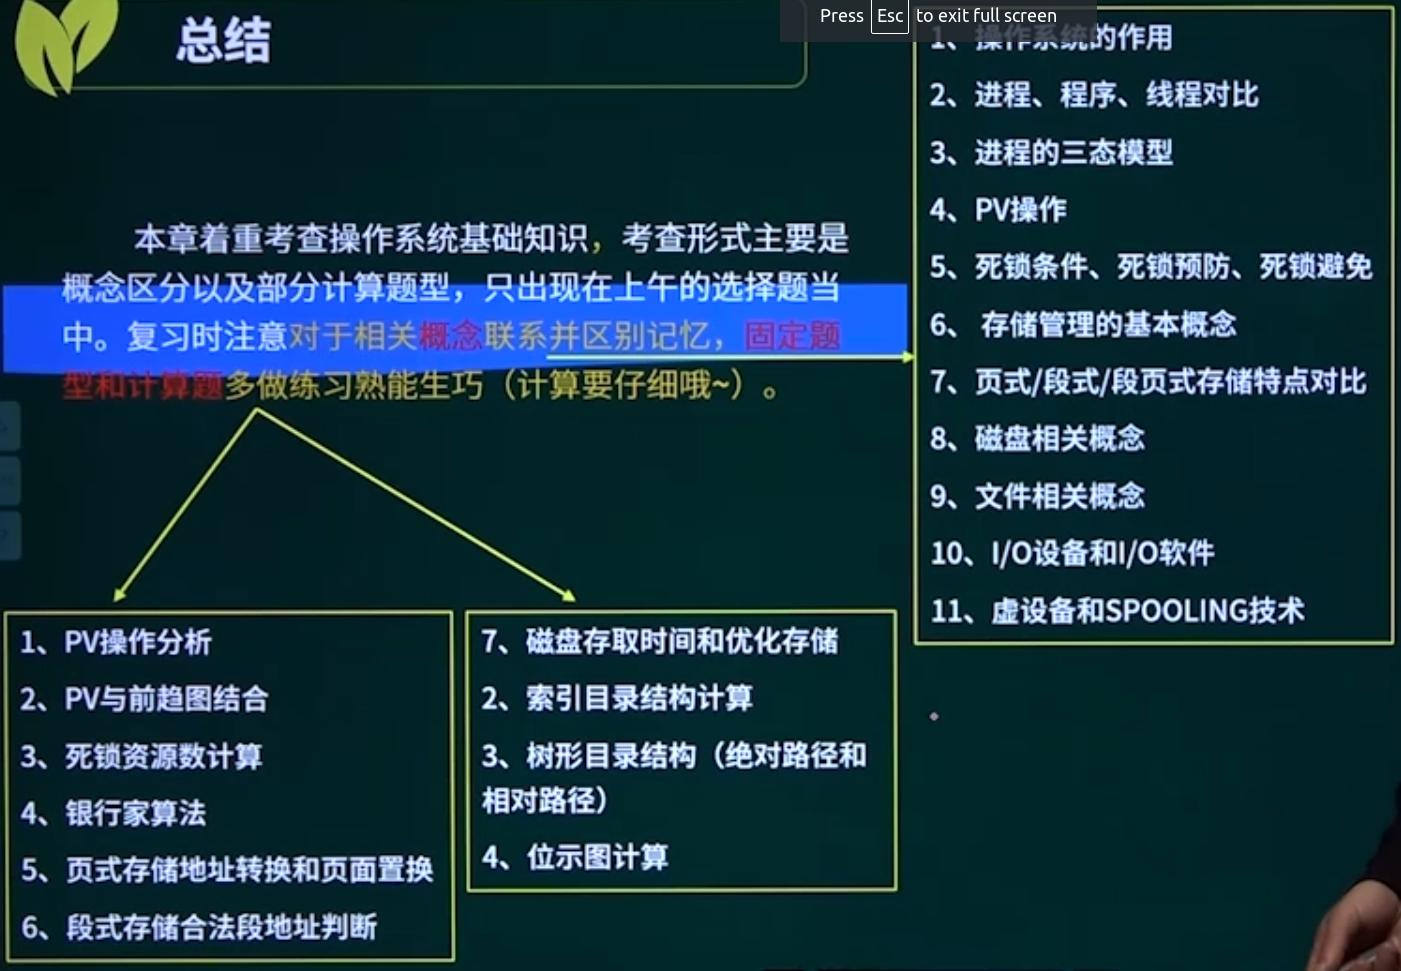 总结
Press Esc to exit full screen
本章着重考查操作系统基础知识，考查形式主要是
概念区分以及部分计算题型，只出现在上午的选择题当
中。复习时注意对于相关概念联系并区别记忆，固定题
型和计算题多做练习熟能生巧（计算要仔细哦~）。
1、操作系统的作用
2、进程、程序、线程对比
3、进程的三态模型
4、PV操作
5、死锁条件、死锁预防、死锁避免
6、 存储管理的基本概念
7、页式/段式/段页式存储特点对比
8、磁盘相关概念
9、文件相关概念
10、I/O设备和I/O软件
11、虚设备和SPOOLING技术
1、PV操作分析
2、PV与前趋图结合
3、死锁资源数计算
4、银行家算法
5、页式存储地址转换和页面置换
6、段式存储合法段地址判断
7、磁盘存取时间和优化存储
2、索引目录结构计算
3、树形目录结构（绝对路径和
相对路径）
4、位示图计算